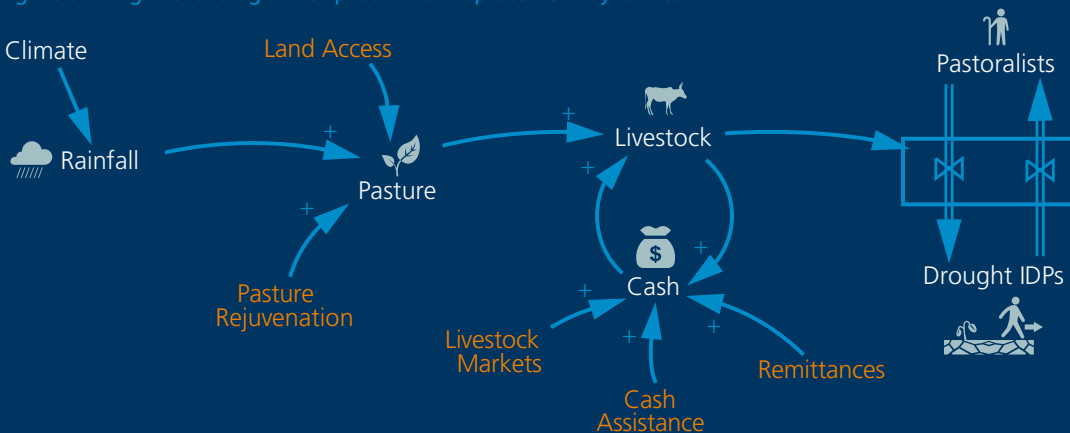 Climate
Land Access
Pastoralists
+
+
Livestock
Rainfall
Pasture
+
+
+
$
Cash
Drought IDPs
Pasture
Rejuvenation
+
+
+
Livestock
Markets
Remittances
Cash
Assistance